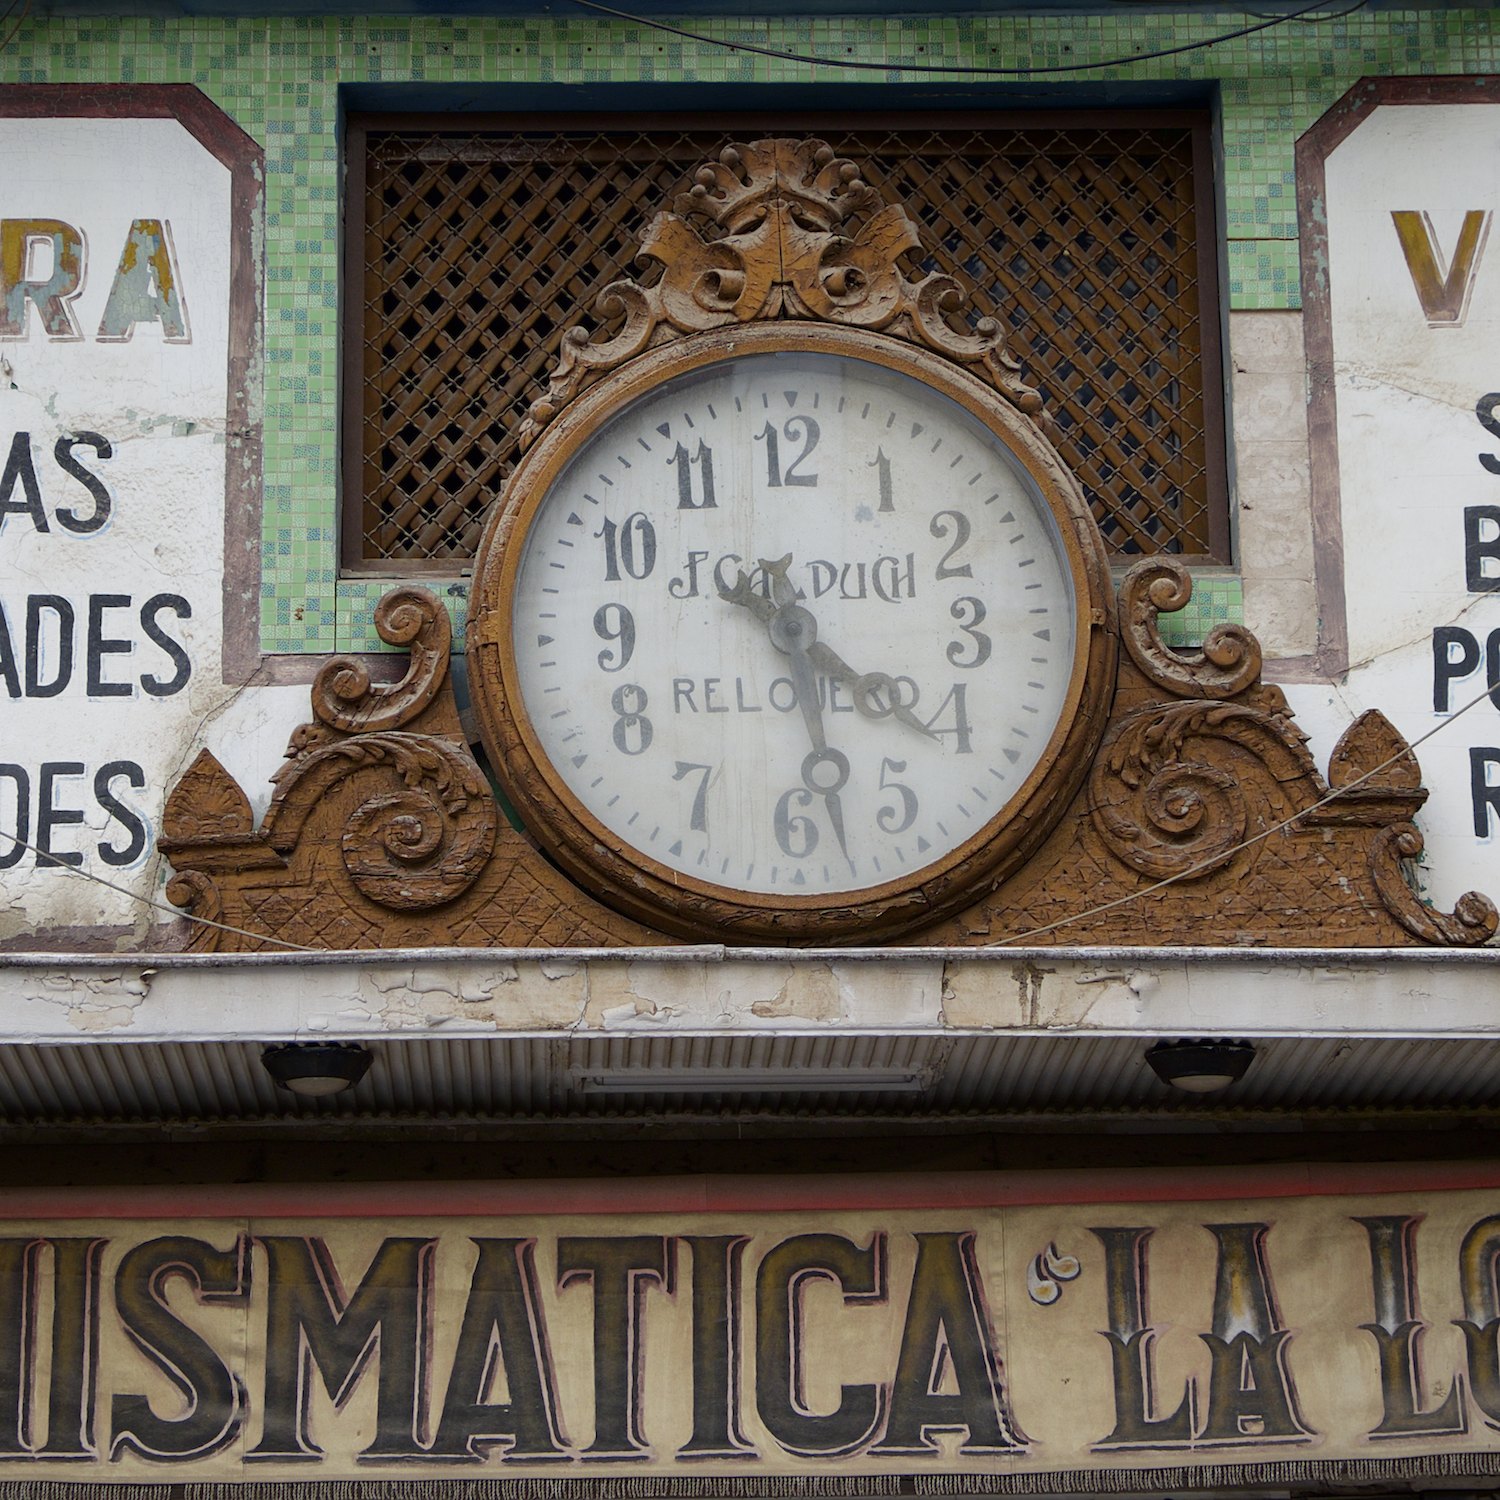 RA
AS
ADES
DES
12
11 1
10 2
J. CALDUCH
9 3
RELOJERO
8 4
7 5
6
V
S
B
PO
R
ISMATICA “LA LO